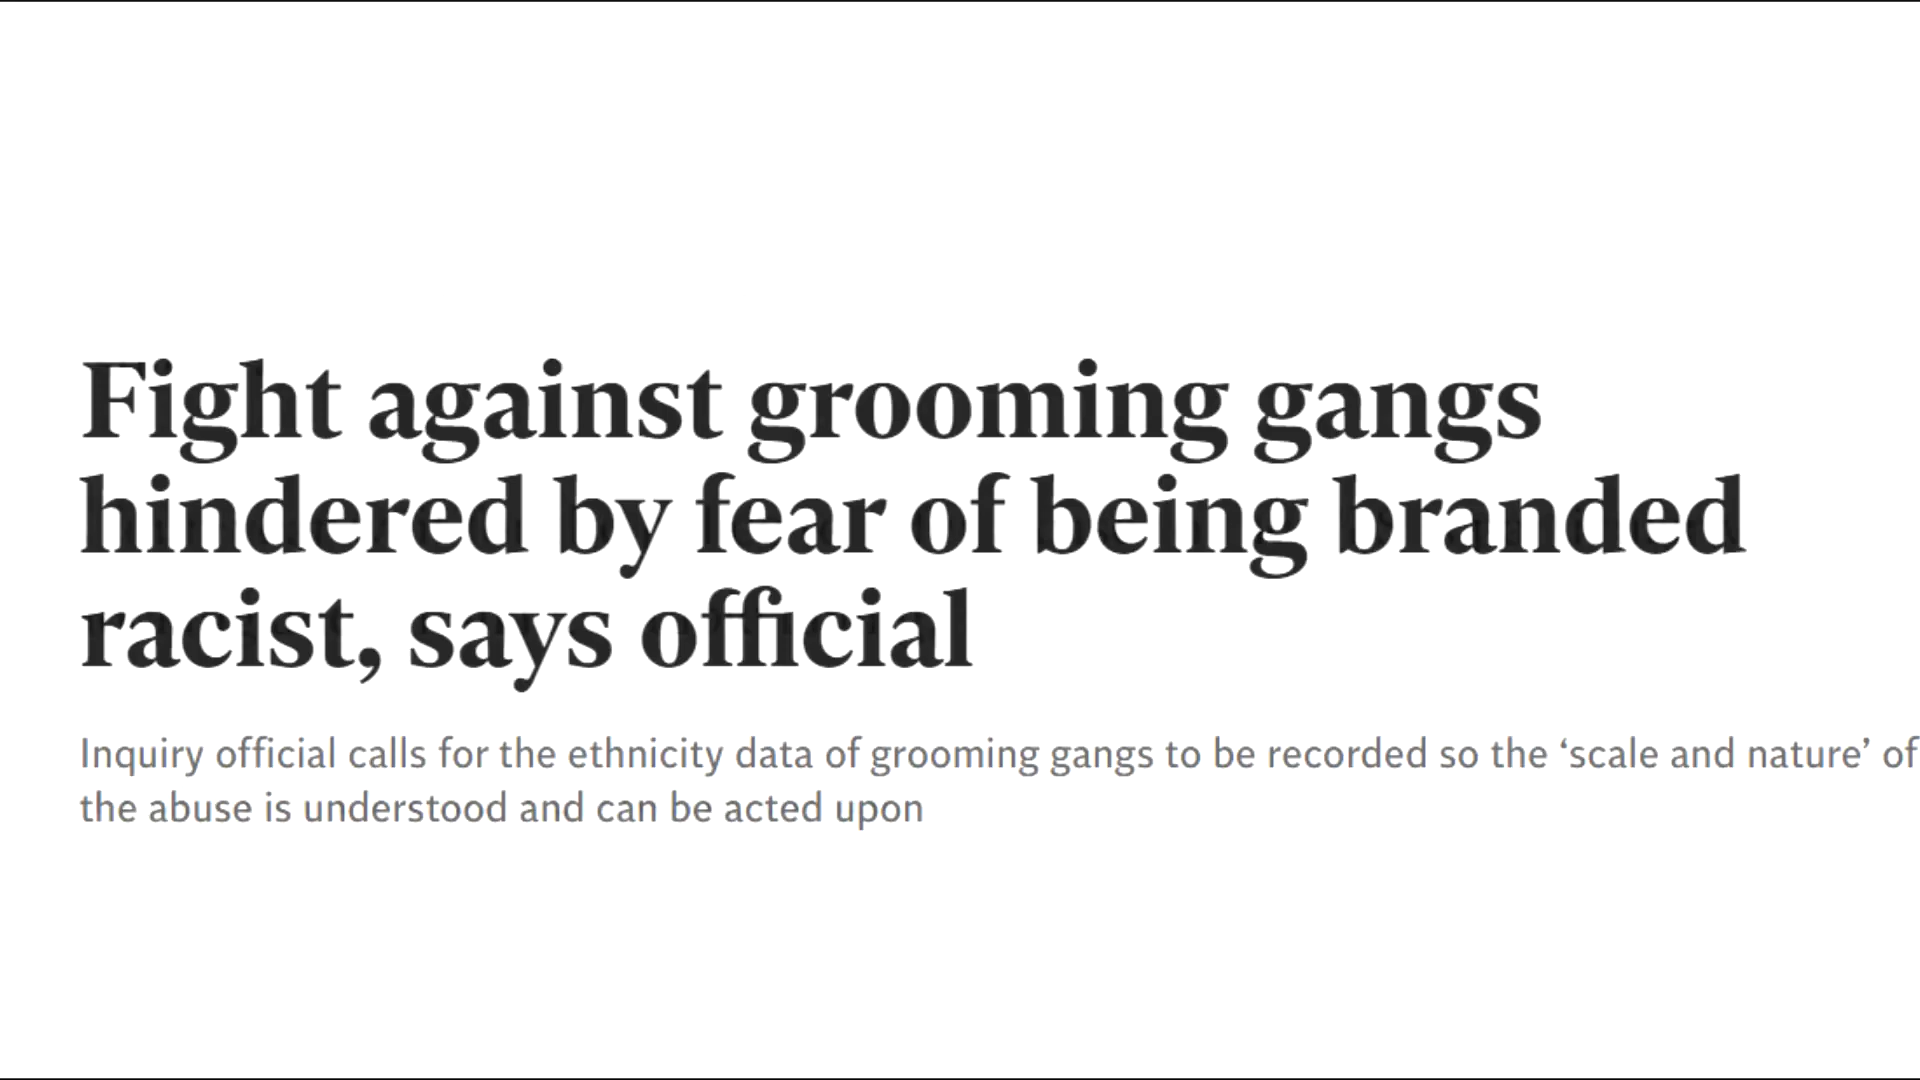 Fight against grooming gangs
hindered by fear of being branded
racist, says official
Inquiry official calls for the ethnicity data of grooming gangs to be recorded so the ‘scale and nature’ of
the abuse is understood and can be acted upon